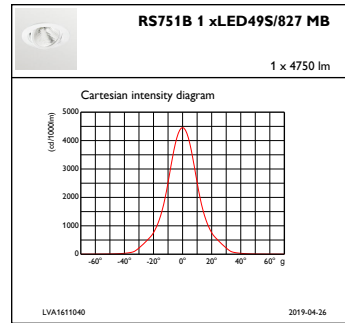 RS751B 1 xLED49S/827 MB
1 x 4750 lm
Cartesian intensity diagram
(cd/1000lm)
5000
4000
3000
2000
1000
0
-60° -40° -20° 0° 20° 40° 60° g
LVA1611040 2019-04-26